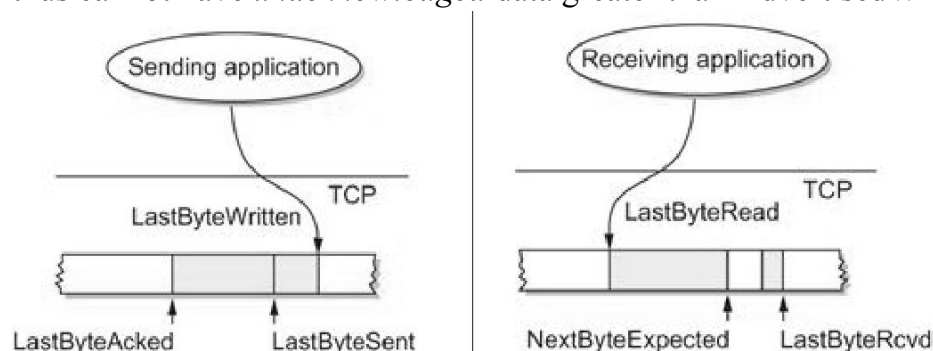 Sending application
Receiving application
TCP
TCP
LastByteWritten
LastByteRead
LastByteAcked
LastByteSent
NextByteExpected
LastByteRcvd